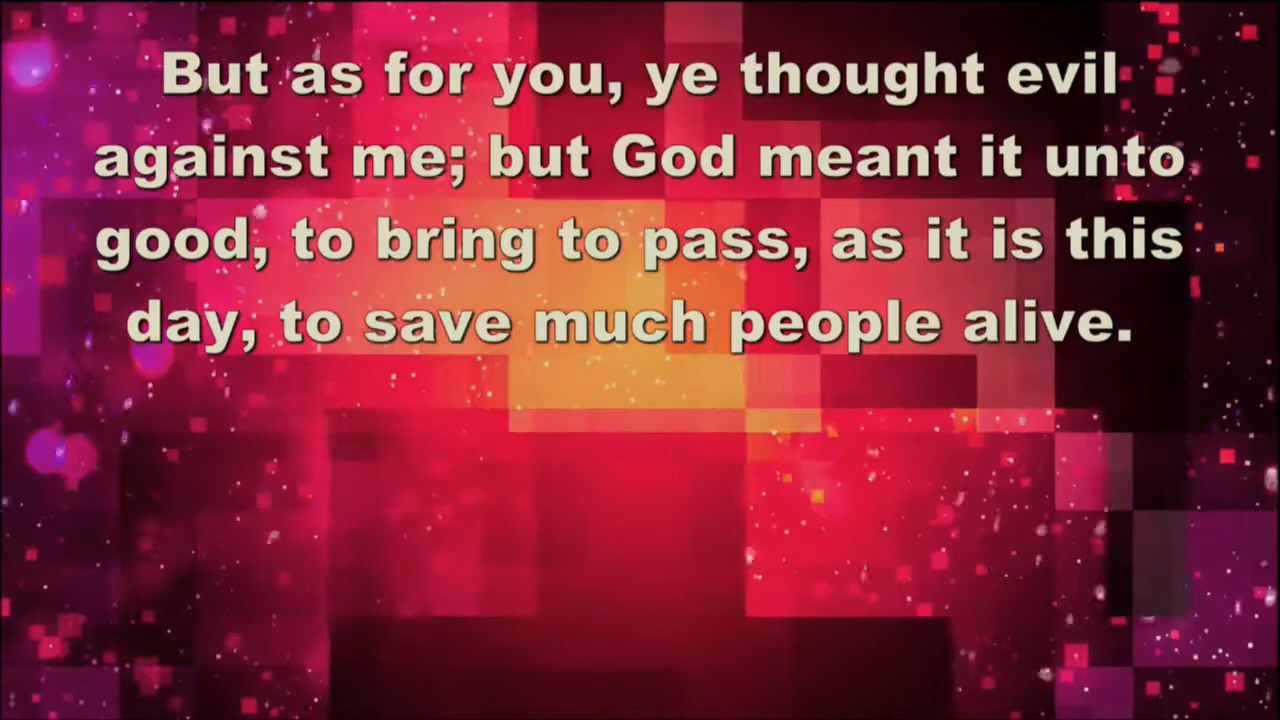 But as for you, ye thought evil
against me; but God meant it unto
good, to bring to pass, as it is this
day, to save much people alive.